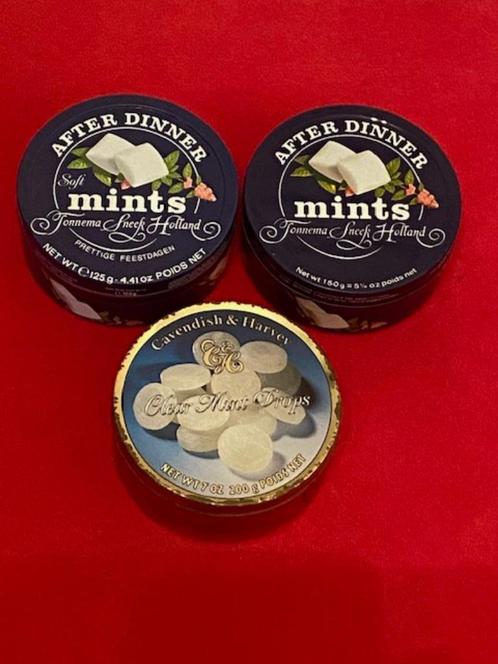 AFTER DINNER
Soft
mints
Tonnema Sneek Holland
PRETTIGE FEESTDAGEN
NET WT e 125 g - 4.41 OZ POIDS NET
AFTER DINNER
mints
Tonnema Sneek Holland
Net wt 150 g = 5¼ oz poids net
Cavendish & Harvey
C&H
Clear Mint Drops
NET WT 7 OZ 200 g POIDS NET